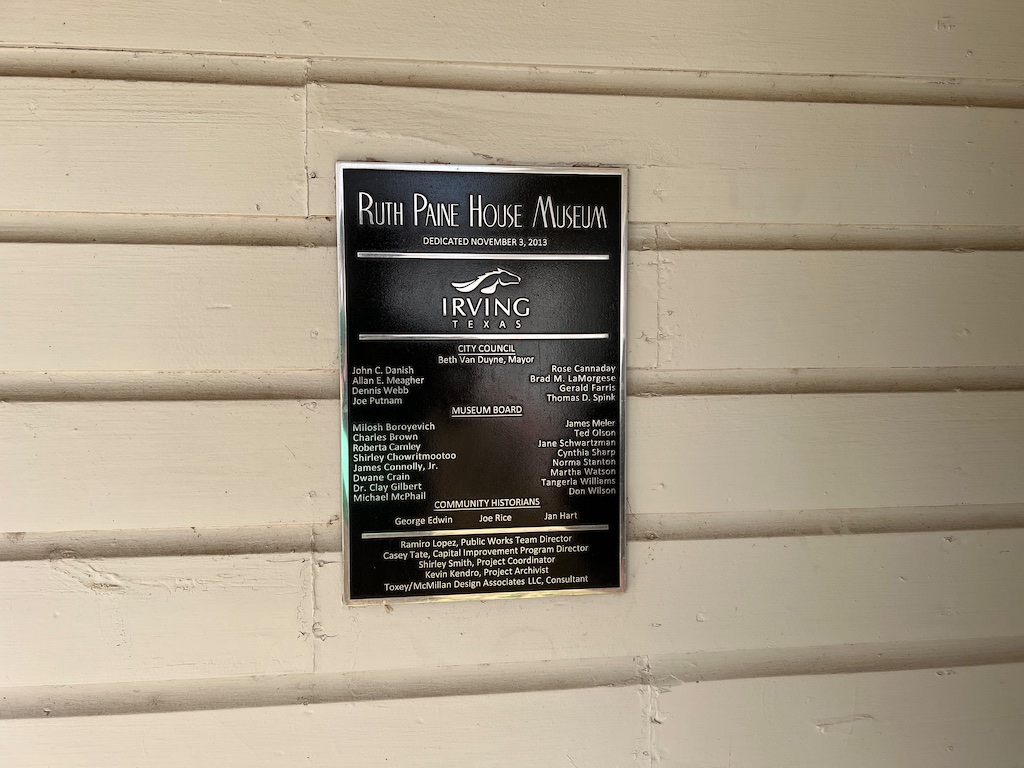 RUTH PAINE HOUSE MUSEUM
DEDICATED NOVEMBER 3, 2013
IRVING
TEXAS
CITY COUNCIL
Beth Van Duyne, Mayor
John C. Danish
Allan E. Meagher
Dennis Webb
Joe Putnam
Rose Cannaday
Brad M. LaMorgese
Gerald Farris
Thomas D. Spink
MUSEUM BOARD
Milosh Boroyevich
Charles Brown
Roberta Carnley
Shirley Chowritmootoo
James Connolly, Jr.
Dwane Crain
Dr. Clay Gilbert
Michael McPhail
James Meler
Ted Olson
Jane Schwartzman
Cynthia Sharp
Norma Stanton
Martha Watson
Tangeria Williams
Don Wilson
COMMUNITY HISTORIANS
George Edwin Joe Rice Jan Hart
Ramiro Lopez, Public Works Team Director
Casey Tate, Capital Improvement Program Director
Shirley Smith, Project Coordinator
Kevin Kendro, Project Archivist
Toxey/McMillan Design Associates LLC, Consultant